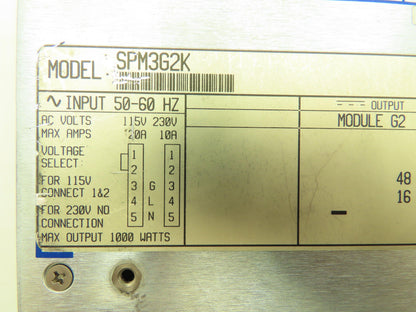 MODEL. SPM3G2K
∿ INPUT 50-60 HZ
--- OUTPUT
AC VOLTS 115V 230V
MODULE G2
MAX AMPS 20A 10A
VOLTAGE
SELECT:
1 1
2 2
FOR 115V
CONNECT 1&2
3 G 3
4 L 4
FOR 230V NO
CONNECTION
5 N 5
48
16
MAX OUTPUT 1000 WATTS